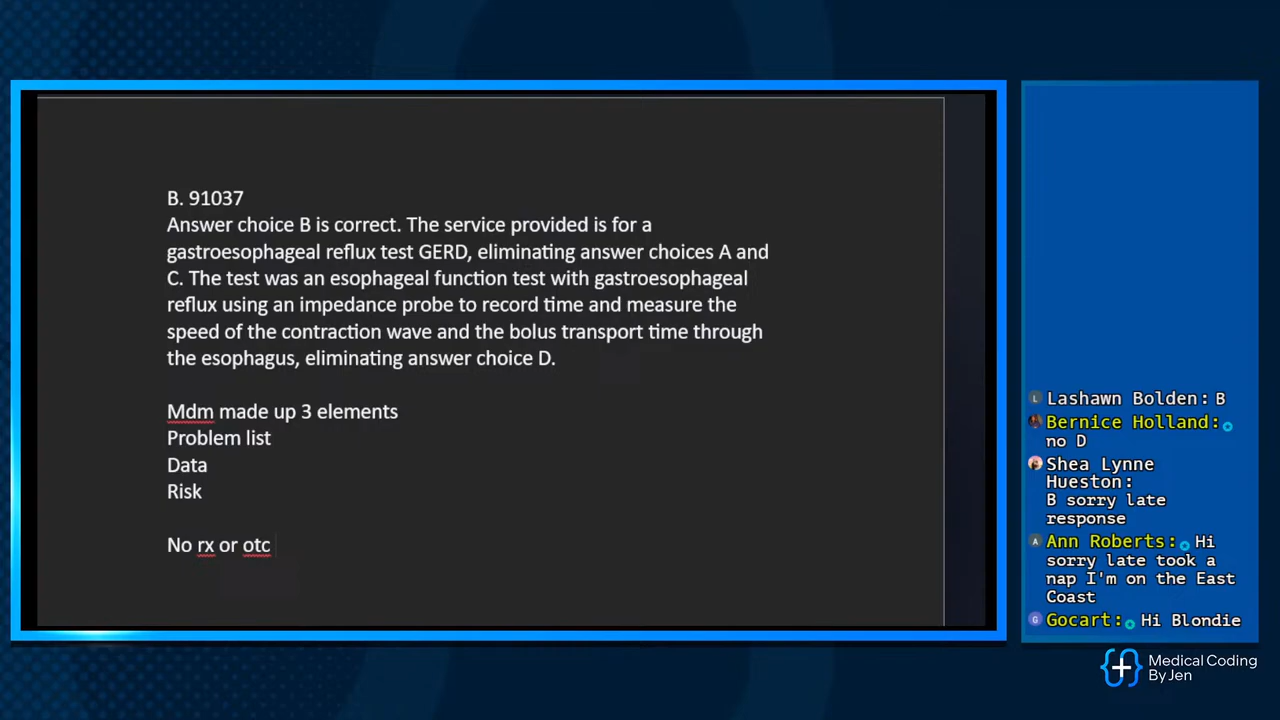 B. 91037
Answer choice B is correct. The service provided is for a
gastroesophageal reflux test GERD, eliminating answer choices A and
C. The test was an esophageal function test with gastroesophageal
reflux using an impedance probe to record time and measure the
speed of the contraction wave and the bolus transport time through
the esophagus, eliminating answer choice D.
Mdm made up 3 elements
Problem list
Data
Risk
No rx or otc
L Lashawn Bolden: B
Bernice Holland:
no D
Shea Lynne
Hueston:
B sorry late
response
A Ann Roberts: Hi
sorry late took a
nap I'm on the East
Coast
G Gocart: Hi Blondie
Medical Coding
By Jen